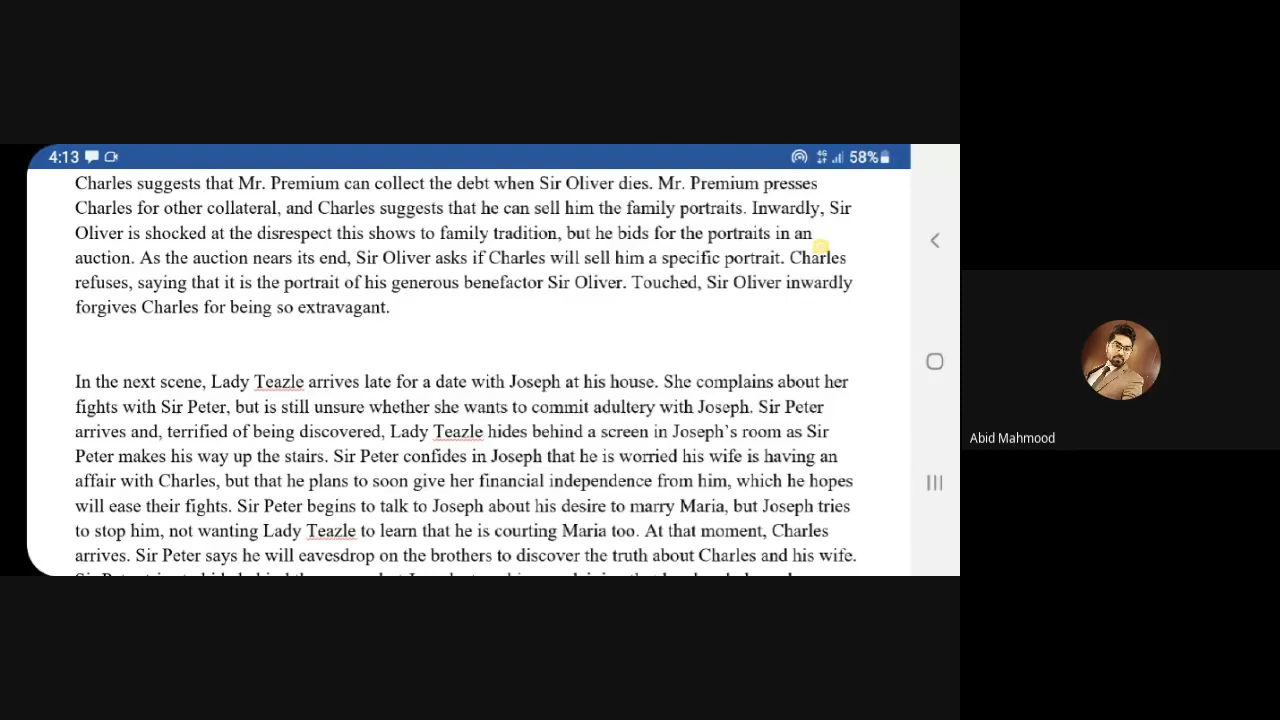 4:13
4G
58%
Charles suggests that Mr. Premium can collect the debt when Sir Oliver dies. Mr. Premium presses
Charles for other collateral, and Charles suggests that he can sell him the family portraits. Inwardly, Sir
Oliver is shocked at the disrespect this shows to family tradition, but he bids for the portraits in an
auction. As the auction nears its end, Sir Oliver asks if Charles will sell him a specific portrait. Charles
refuses, saying that it is the portrait of his generous benefactor Sir Oliver. Touched, Sir Oliver inwardly
forgives Charles for being so extravagant.
In the next scene, Lady Teazle arrives late for a date with Joseph at his house. She complains about her
fights with Sir Peter, but is still unsure whether she wants to commit adultery with Joseph. Sir Peter
arrives and, terrified of being discovered, Lady Teazle hides behind a screen in Joseph's room as Sir
Peter makes his way up the stairs. Sir Peter confides in Joseph that he is worried his wife is having an
affair with Charles, but that he plans to soon give her financial independence from him, which he hopes
will ease their fights. Sir Peter begins to talk to Joseph about his desire to marry Maria, but Joseph tries
to stop him, not wanting Lady Teazle to learn that he is courting Maria too. At that moment, Charles
arrives. Sir Peter says he will eavesdrop on the brothers to discover the truth about Charles and his wife.
Abid Mahmood